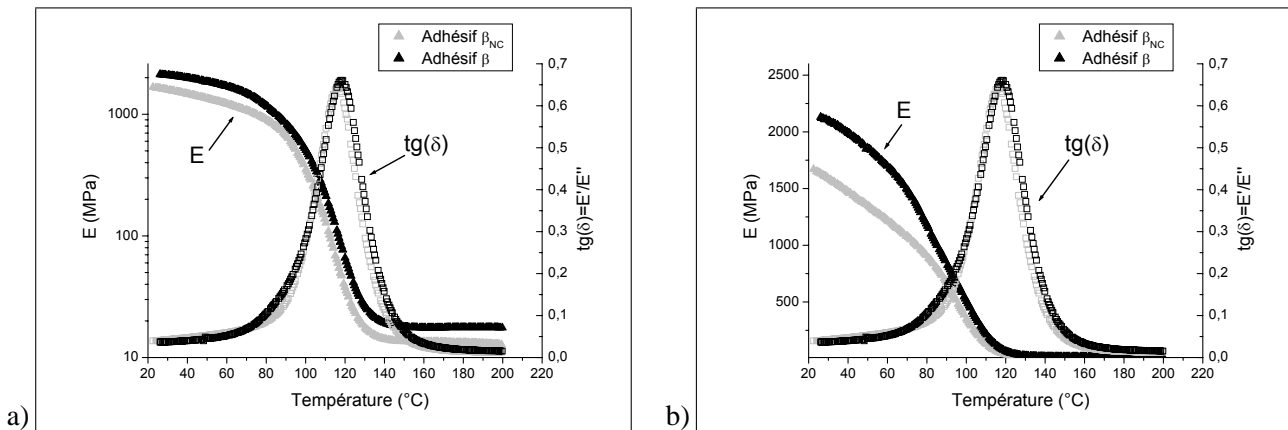 Adhésif βNC
Adhésif β
1000
100
10
E (MPa)
0,7
0,6
0,5
0,4
0,3
0,2
0,1
0,0
tg(δ)=E'/E''
E
tg(δ)
20 40 60 80 100 120 140 160 180 200 220
Température (°C)
a)
Adhésif βNC
Adhésif β
2500
2000
1500
1000
500
E (MPa)
0,7
0,6
0,5
0,4
0,3
0,2
0,1
0,0
tg(δ)=E'/E''
E
tg(δ)
20 40 60 80 100 120 140 160 180 200 220
Température (°C)
b)